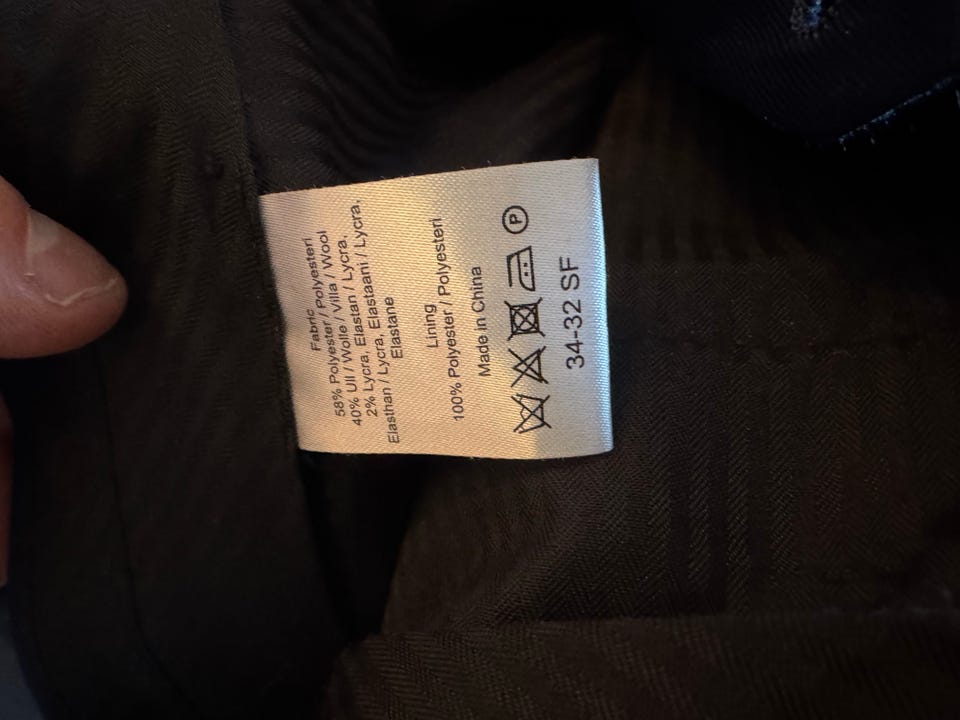 Fabric
58% Polyester / Polyesteri
40% Ull / Wolle / Villa / Wool
2% Lycra, Elastan / Lycra,
Elasthan / Lycra, Elastaani / Lycra,
Elastane
Lining
100% Polyester / Polyesteri
Made in China
P
34-32 SF